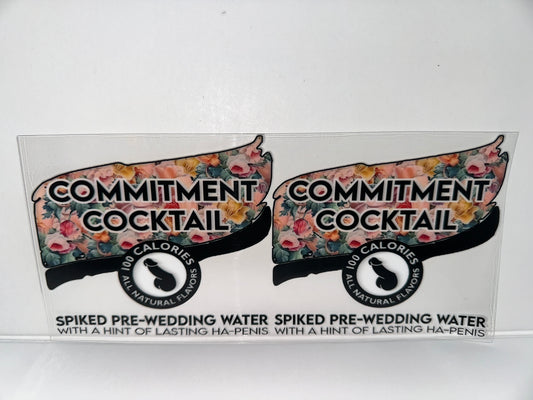 COMMITMENT
COCKTAIL
100 CALORIES
ALL NATURAL FLAVORS
SPIKED PRE-WEDDING WATER
WITH A HINT OF LASTING HA-PENIS
COMMITMENT
COCKTAIL
100 CALORIES
ALL NATURAL FLAVORS
SPIKED PRE-WEDDING WATER
WITH A HINT OF LASTING HA-PENIS